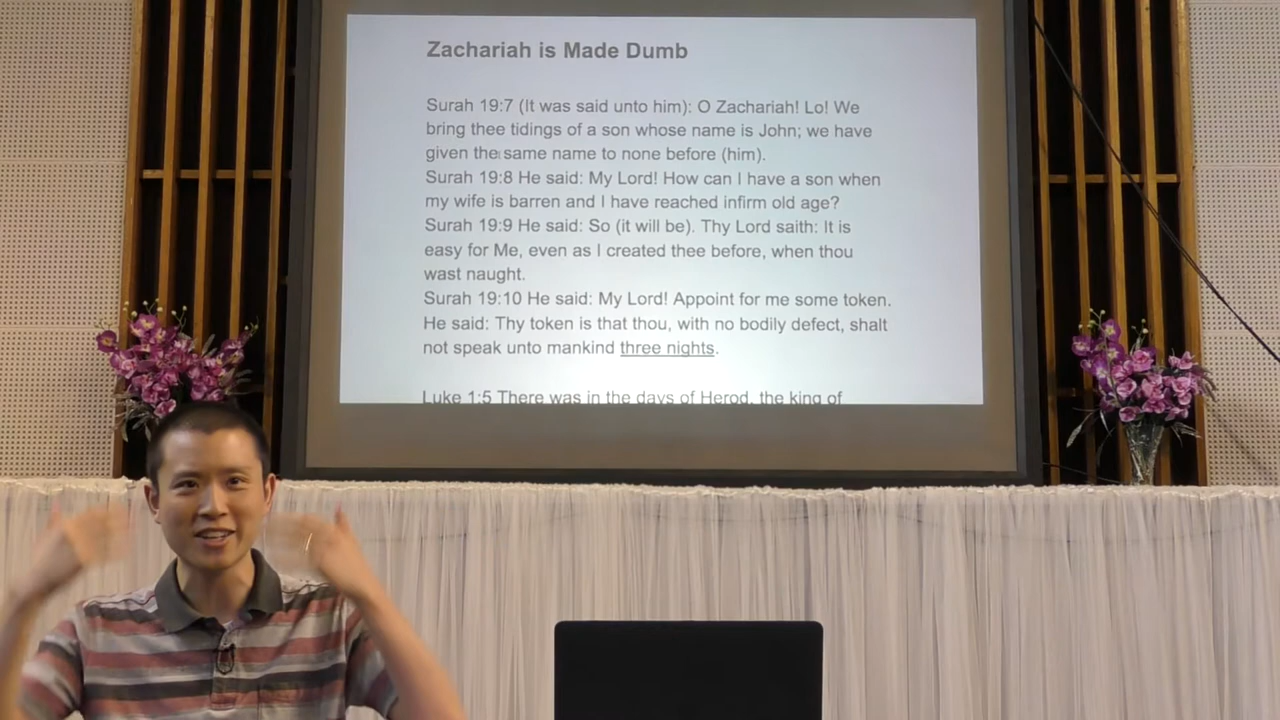 Zachariah is Made Dumb
Surah 19:7 (It was said unto him): O Zachariah! Lo! We
bring thee tidings of a son whose name is John; we have
given the same name to none before (him).
Surah 19:8 He said: My Lord! How can I have a son when
my wife is barren and I have reached infirm old age?
Surah 19:9 He said: So (it will be). Thy Lord saith: It is
easy for Me, even as I created thee before, when thou
wast naught.
Surah 19:10 He said: My Lord! Appoint for me some token.
He said: Thy token is that thou, with no bodily defect, shalt
not speak unto mankind three nights.
Luke 1:5 There was in the days of Herod, the king of